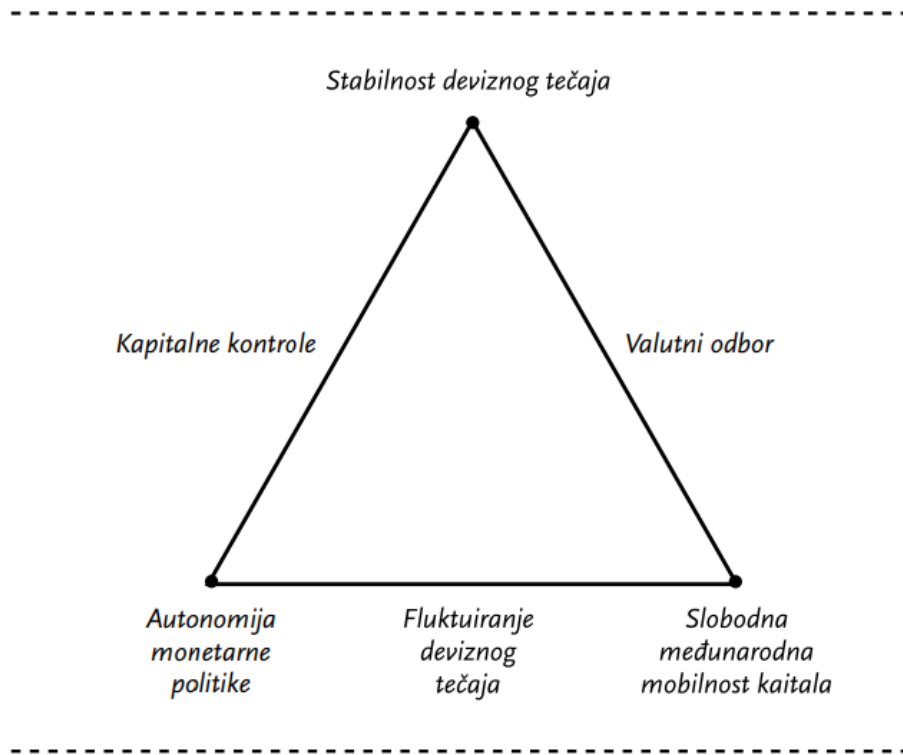 Stabilnost deviznog tečaja
Kapitalne kontrole
Valutni odbor
Autonomija
monetarne
politike
Fluktuiranje
deviznog
tečaja
Slobodna
međunarodna
mobilnost kaitala